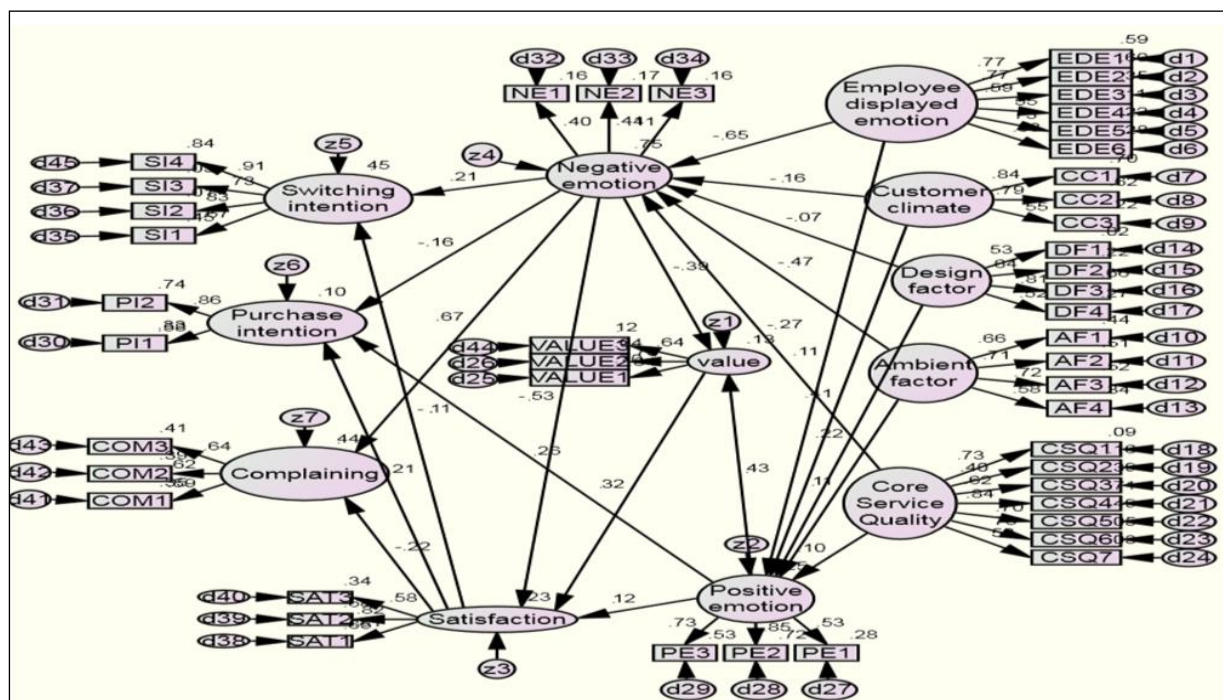 d32
d33
d34
.16
.17
.16
NE1
NE2
NE3
.40
.44
.41
.75
z4
Negative
emotion
z5
.45
Switching
intention
.21
.84
d45
SI4
.91
d37
SI3
.73
d36
SI2
.83
d35
SI1
z6
.10
Purchase
intention
-.16
.74
d31
PI2
.86
d30
PI1
z7
.44
Complaining
.67
.41
d43
COM3
.64
d42
COM2
.62
d41
COM1
-.11
.21
-.22
-.53
.26
.32
.12
z1
.13
value
d44
VALUE3
.64
d26
VALUE2
d25
VALUE1
-.39
-.27
.43
.34
d40
SAT3
.58
d39
SAT2
.82
d38
SAT1
.23
Satisfaction
z3
.12
z2
Positive
emotion
.10
.73
.53
.85
.72
.53
.28
PE3
PE2
PE1
d29
d28
d27
Employee
displayed
emotion
-.65
.59
.77
EDE1
d1
.77
EDE2
d2
EDE3
d3
EDE4
d4
EDE5
d5
EDE6
d6
Customer
climate
-.16
.70
.84
CC1
d7
.79
CC2
d8
.55
CC3
d9
Design
factor
-.07
.53
DF1
d14
DF2
d15
.81
DF3
d16
DF4
d17
Ambient
factor
-.47
.44
.66
AF1
d10
.71
AF2
d11
.72
AF3
d12
.58
AF4
d13
.11
.22
.11
Core
Service
Quality
.09
.73
CSQ1
d18
.40
CSQ2
d19
CSQ3
d20
.84
CSQ4
d21
CSQ5
d22
CSQ6
d23
CSQ7
d24